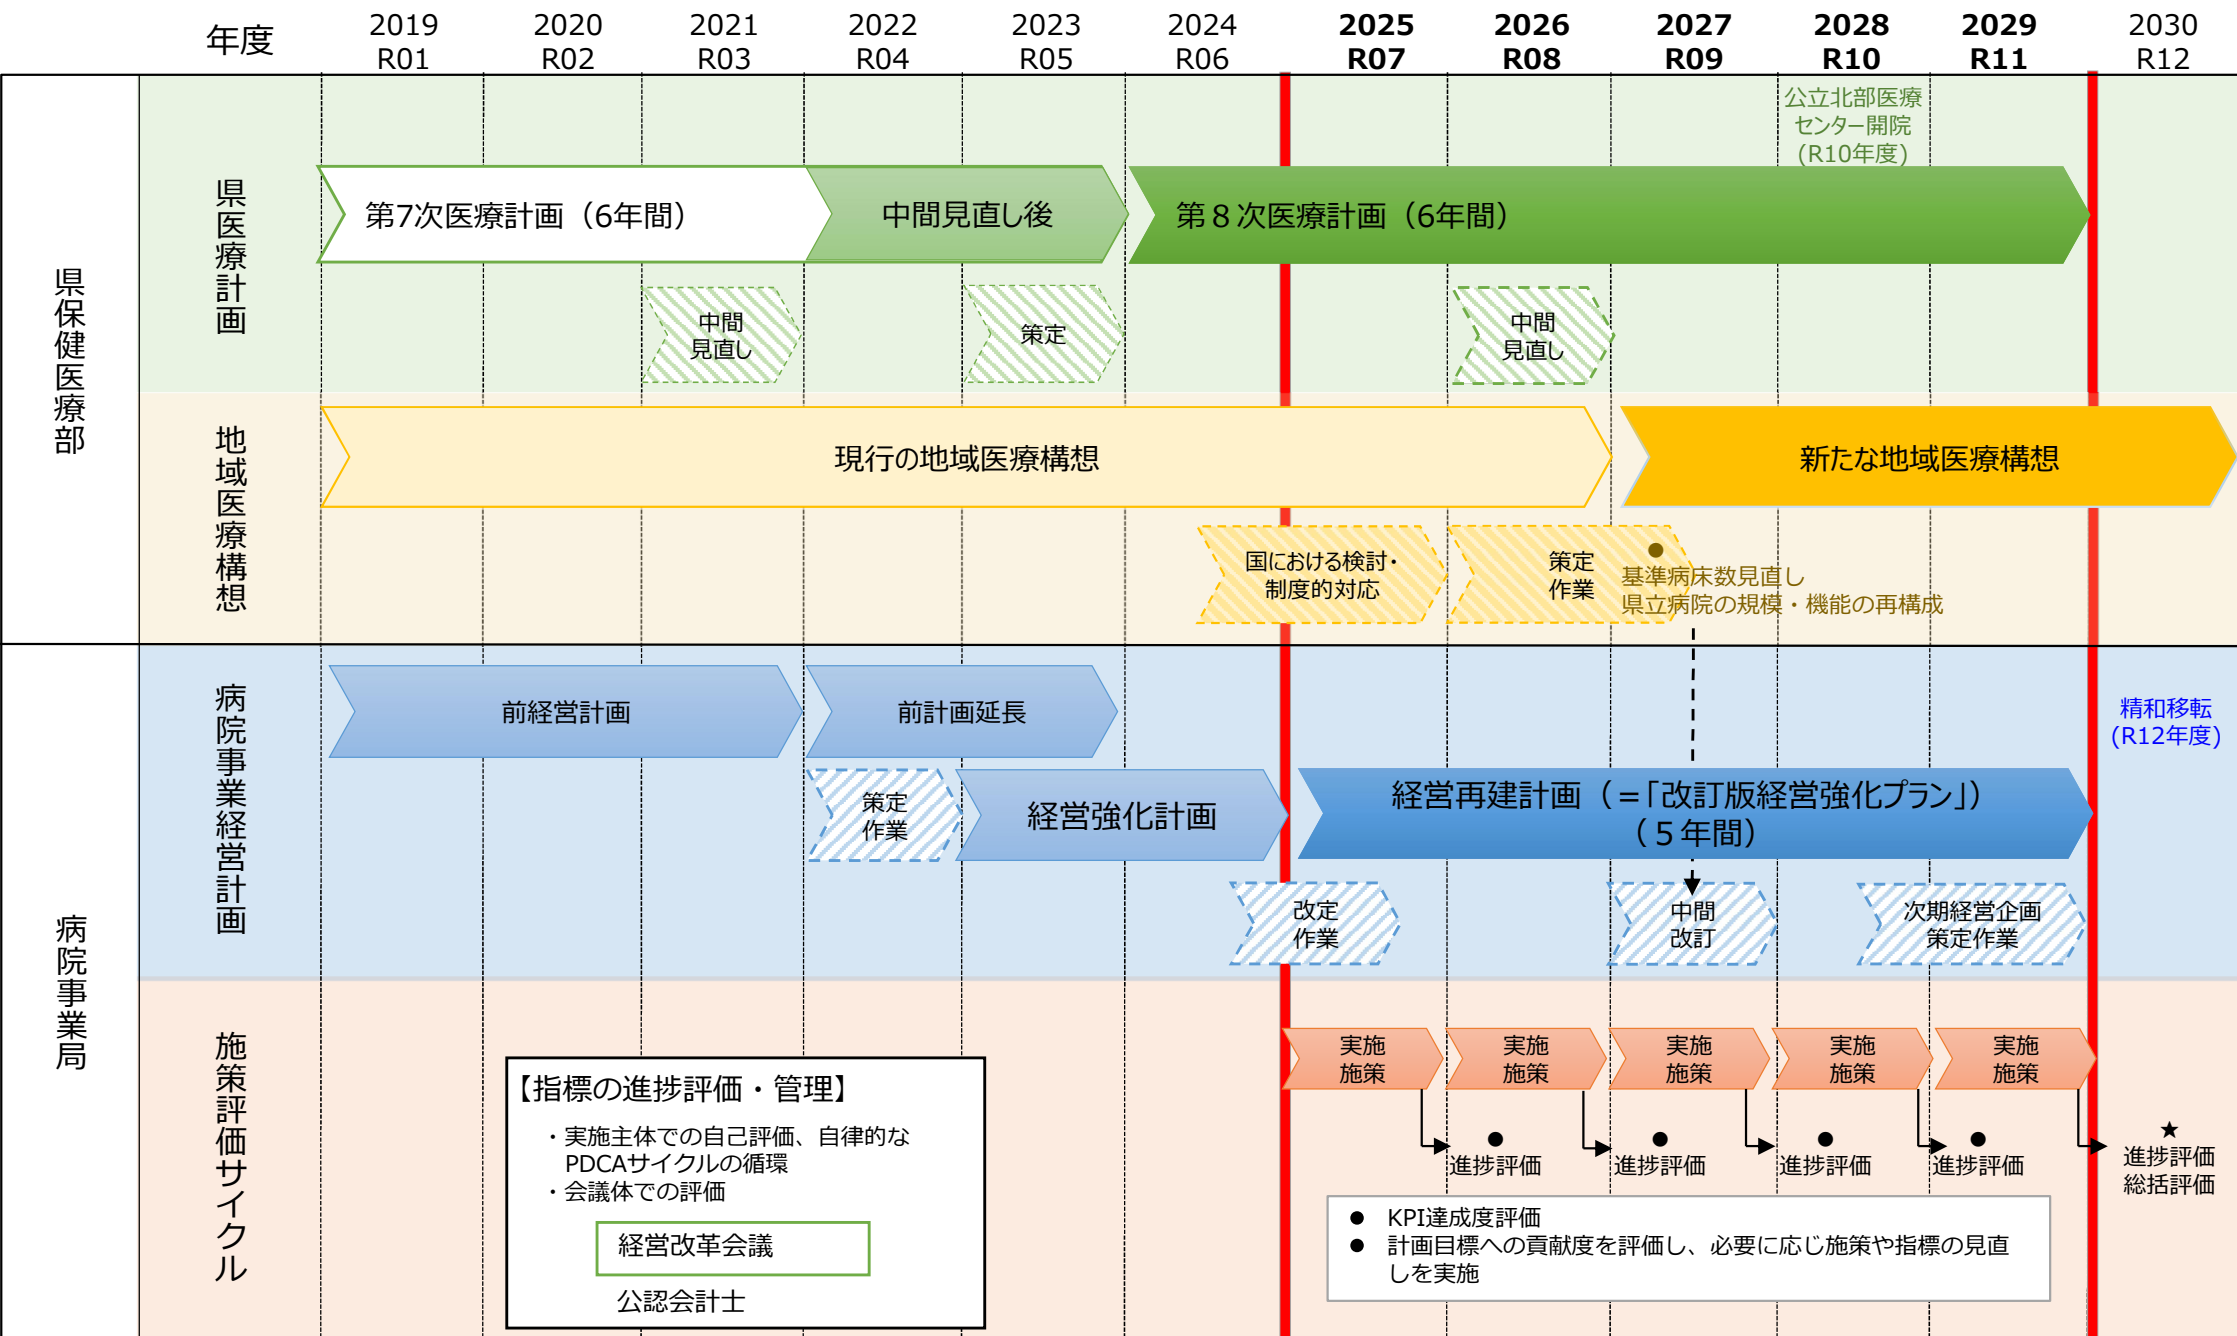 年度
2019
R01
2020
R02
2021
R03
2022
R04
2023
R05
2024
R06
2025
R07
2026
R08
2027
R09
2028
R10
2029
R11
2030
R12
県保健医療部
県医療計画
公立北部医療
センター開院
(R10年度)
第7次医療計画（6年間）
中間見直し後
第８次医療計画（6年間）
中間
見直し
策定
中間
見直し
地域医療構想
現行の地域医療構想
新たな地域医療構想
国における検討・
制度的対応
策定
作業
●
基準病床数見直し
県立病院の規模・機能の再構成
病院事業局
病院事業経営計画
前経営計画
前計画延長
精和移転
(R12年度)
策定
作業
経営強化計画
経営再建計画（＝「改訂版経営強化プラン」）
（５年間）
改定
作業
中間
改訂
次期経営企画
策定作業
施策評価サイクル
実施
施策
実施
施策
実施
施策
実施
施策
実施
施策
●
進捗評価
●
進捗評価
●
進捗評価
●
進捗評価
★
進捗評価
総括評価
【指標の進捗評価・管理】
・実施主体での自己評価、自律的な
PDCAサイクルの循環
・会議体での評価
経営改革会議
公認会計士
● KPI達成度評価
● 計画目標への貢献度を評価し、必要に応じ施策や指標の見直
しを実施